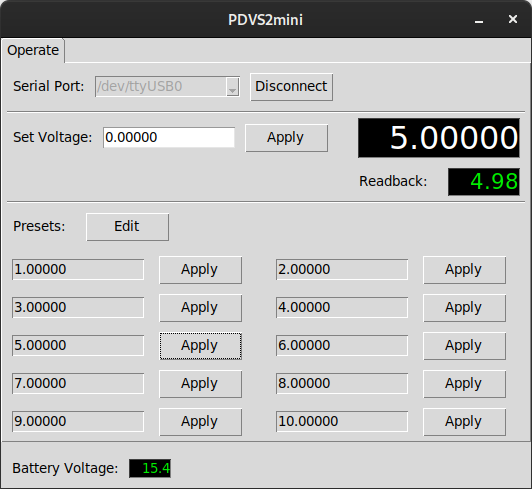 PDVS2mini
Operate
Serial Port: /dev/ttyUSB0 Disconnect
Set Voltage: 0.00000 Apply 5.00000
Readback: 4.98
Presets: Edit
1.00000 Apply 2.00000 Apply
3.00000 Apply 4.00000 Apply
5.00000 Apply 6.00000 Apply
7.00000 Apply 8.00000 Apply
9.00000 Apply 10.00000 Apply
Battery Voltage: 15.4